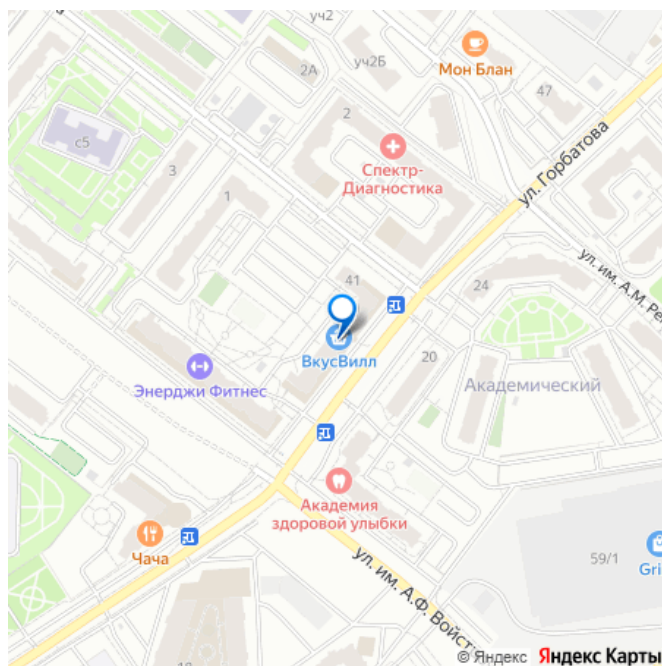 уч2
2А
уч2Б
Мон Блан
47
2
с5
3
1
Спектр-
Диагностика
ул. Горбатова
41
24
ул. им. А.М. Ре
ВкусВилл
20
Энерджи Фитнес
Академический
Академия
здоровой улыбки
Чача
59/1
Gri
ул. им. А.Ф. Войст
© Яндекс Яндекс Карты